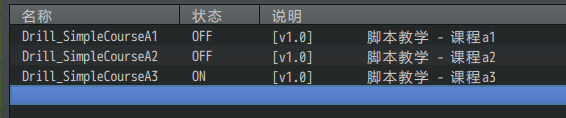 名称 状态 说明
Drill_SimpleCourseA1 OFF [v1.0] 脚本教学 - 课程a1
Drill_SimpleCourseA2 OFF [v1.0] 脚本教学 - 课程a2
Drill_SimpleCourseA3 ON [v1.0] 脚本教学 - 课程a3